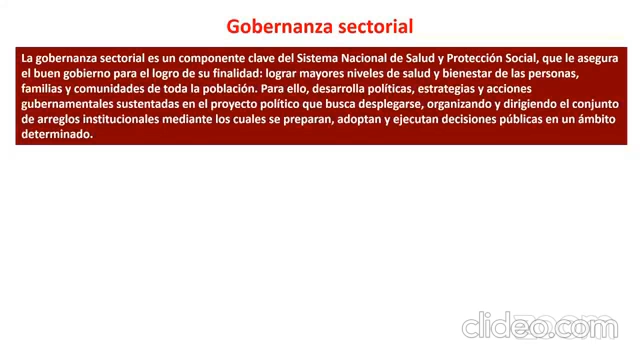 Gobernanza sectorial
La gobernanza sectorial es un componente clave del Sistema Nacional de Salud y Protección Social, que le asegura
el buen gobierno para el logro de su finalidad: lograr mayores niveles de salud y bienestar de las personas,
familias y comunidades de toda la población. Para ello, desarrolla políticas, estrategias y acciones
gubernamentales sustentadas en el proyecto político que busca desplegarse, organizando y dirigiendo el conjunto
de arreglos institucionales mediante los cuales se preparan, adoptan y ejecutan decisiones públicas en un ámbito
determinado.
zoom
clideo.com